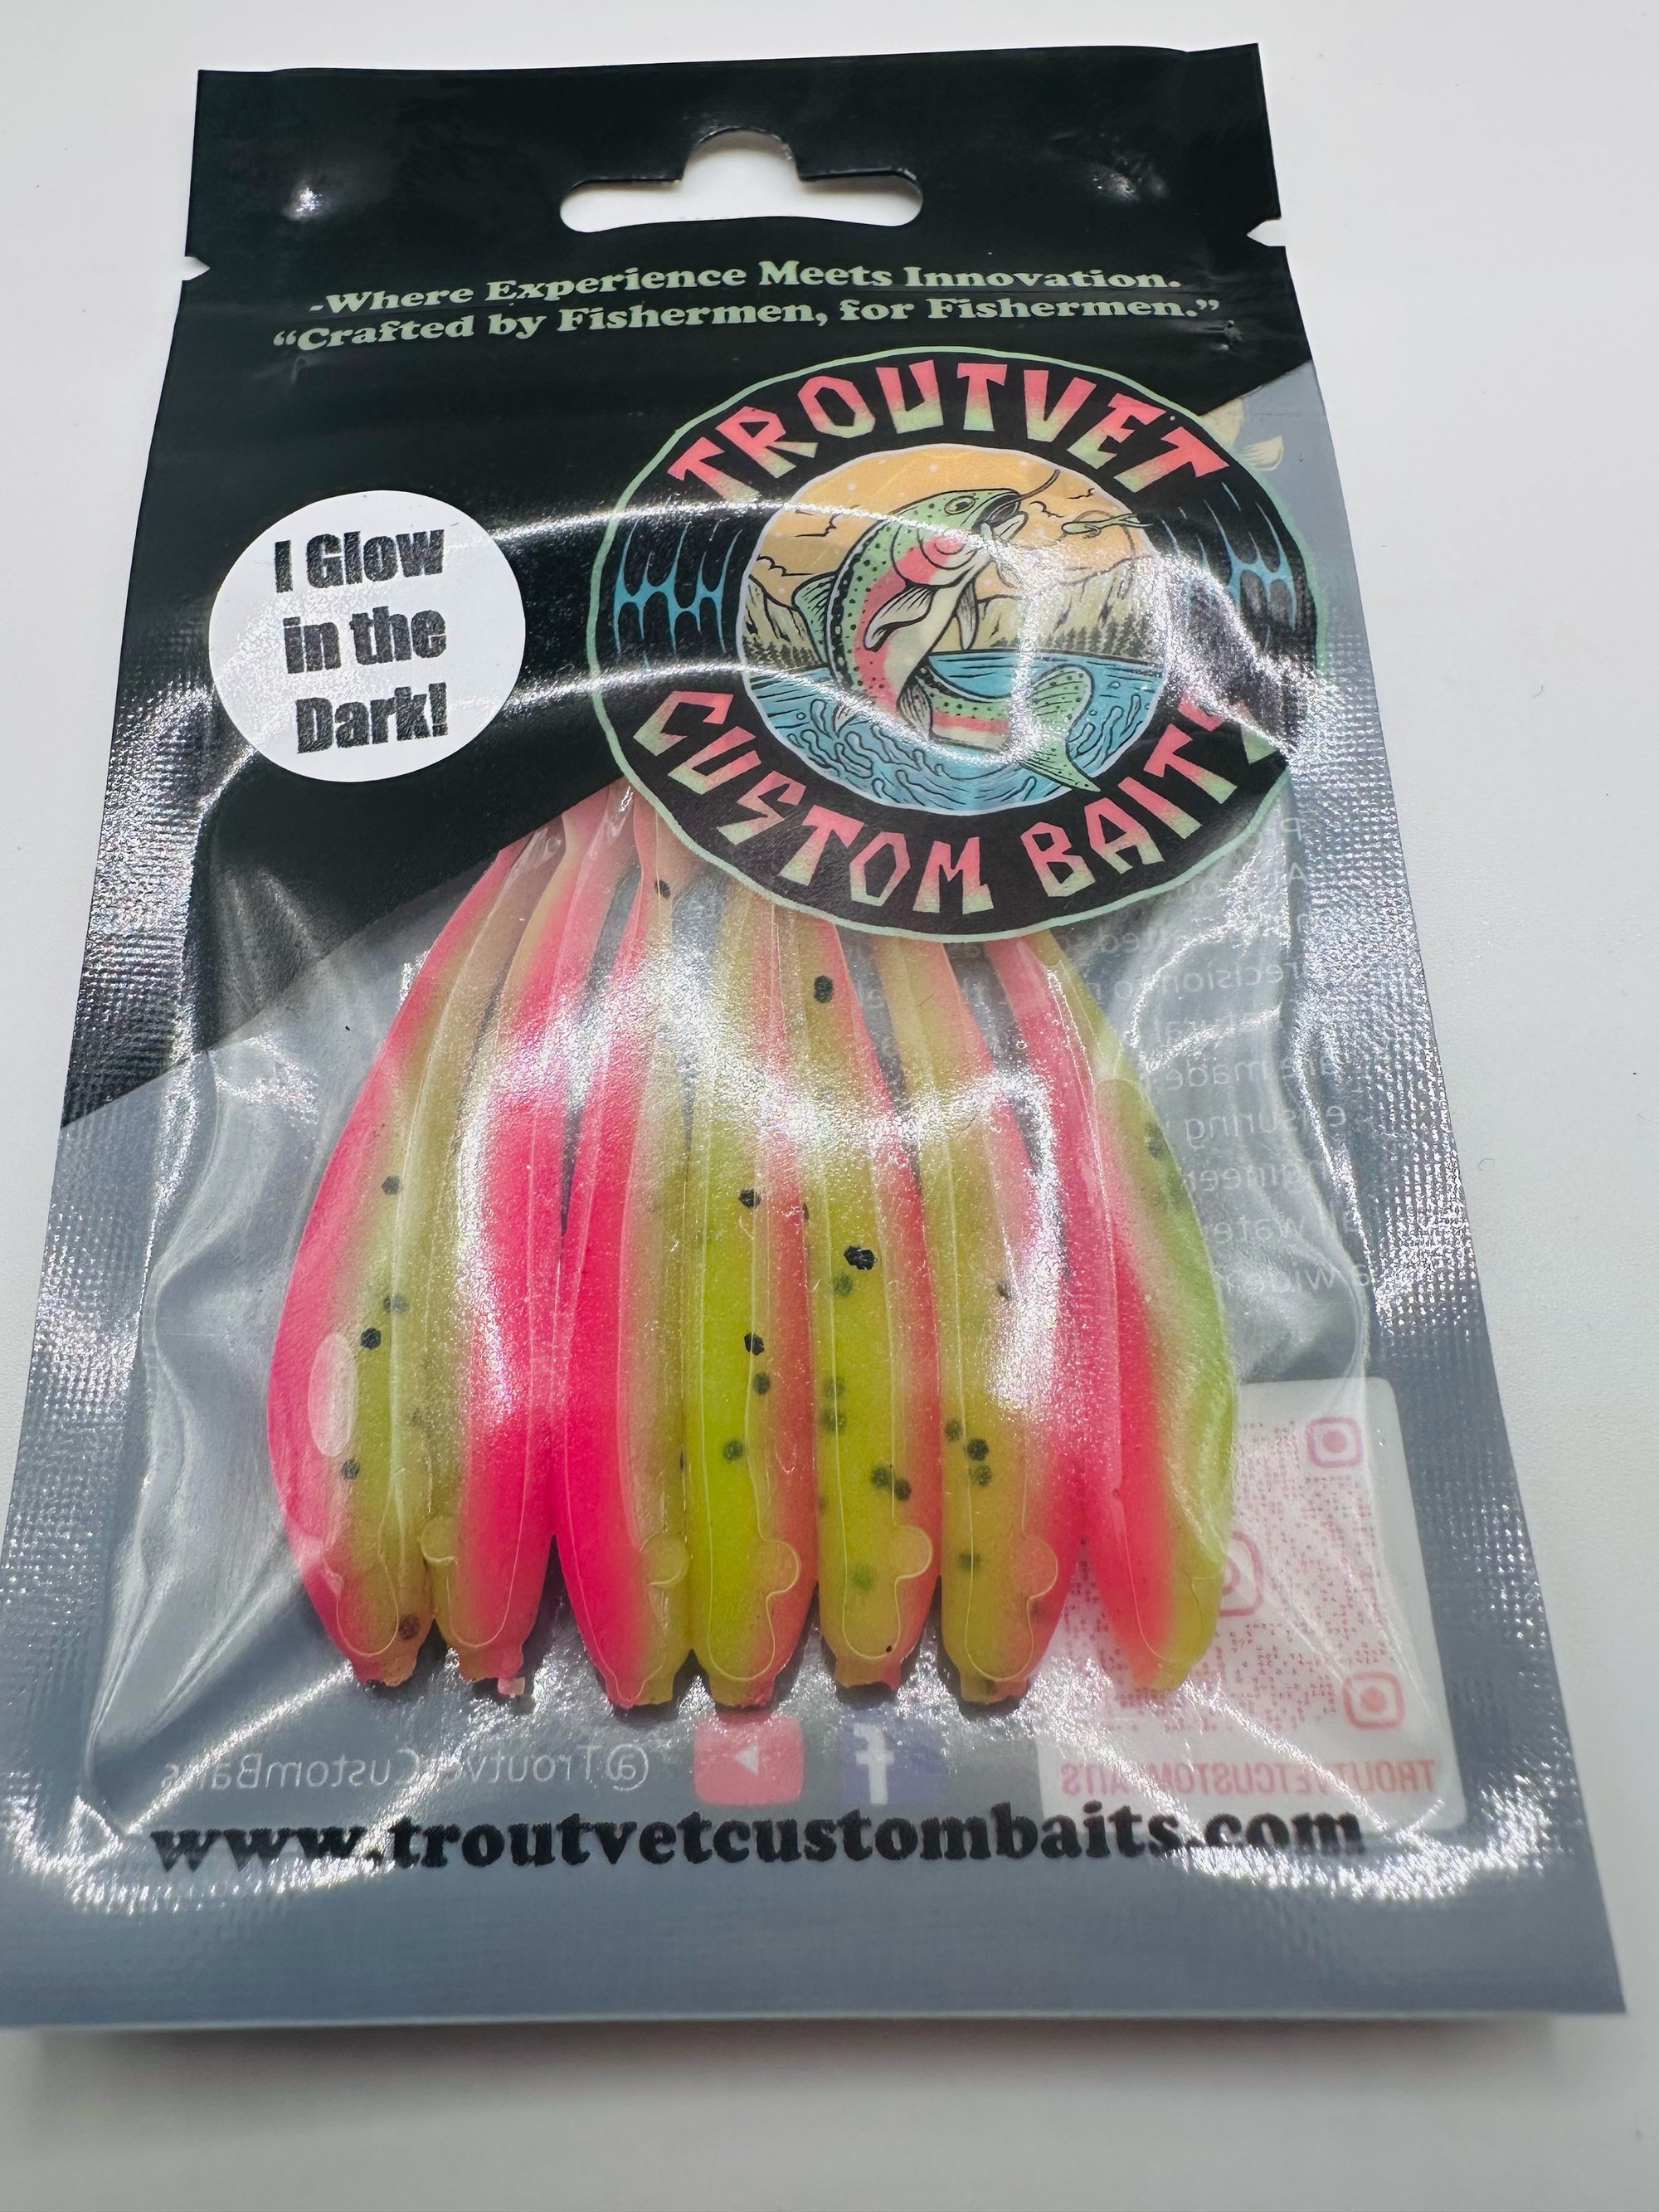 -Where Experience Meets Innovation.
“Crafted by Fishermen, for Fishermen.”
TROUTVET
CUSTOM BAITS
I Glow
in the
Dark!
@TroutvetCustomBaits
TROUTVETCUSTOMBAITS
www.troutvetcustombaits.com